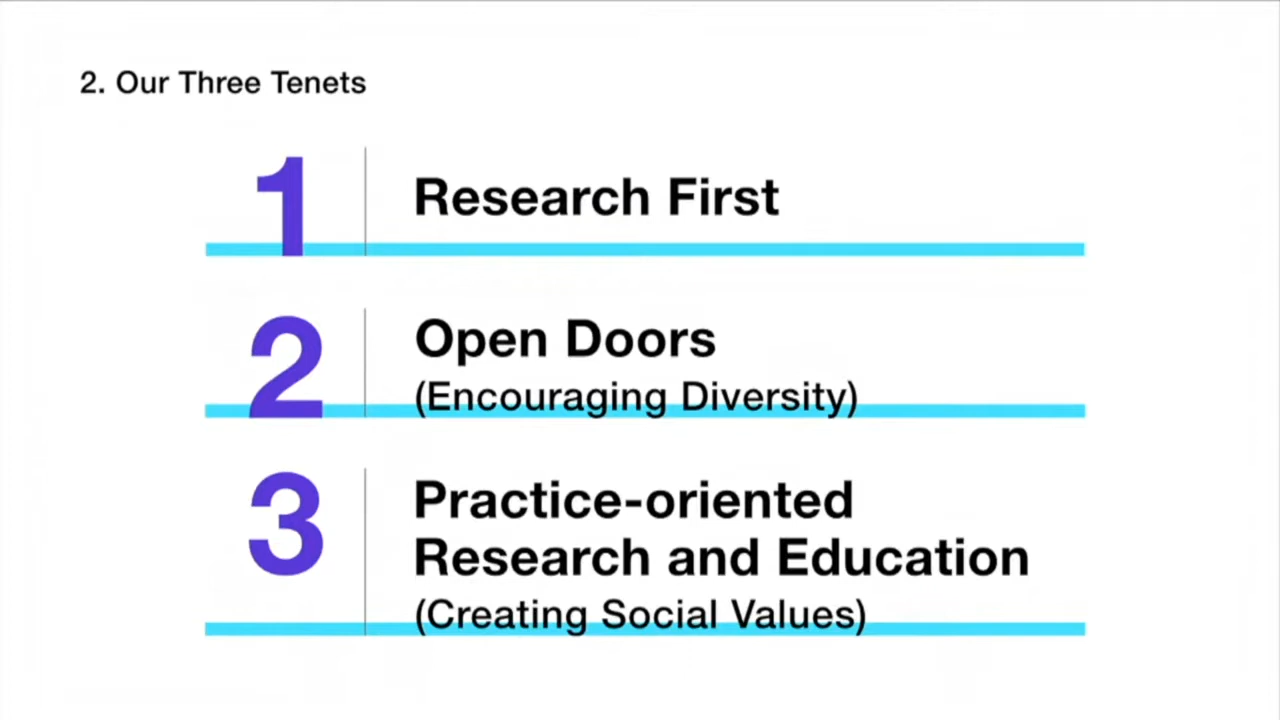 2. Our Three Tenets
1
Research First
2
Open Doors
(Encouraging Diversity)
3
Practice-oriented
Research and Education
(Creating Social Values)